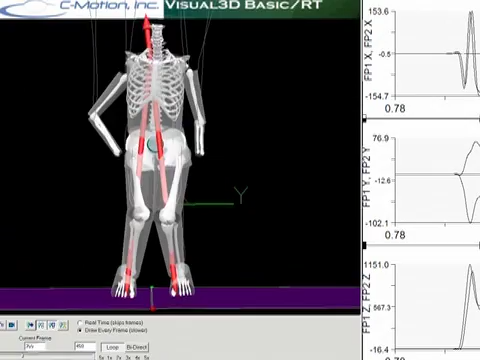 C-Motion, Inc. Visual3D Basic/RT
153.6
FP1 X, FP2 X
-0.5
-154.7
0.78
76.9
FP1 Y, FP2 Y
-12.6
-102.1
0.78
1151.0
FP1 Z, FP2 Z
567.3
-16.4
0.78
Y
Real Time (skips frames)
Draw Every Frame (slower)
Current Frame
450
Loop
Bi-Direct